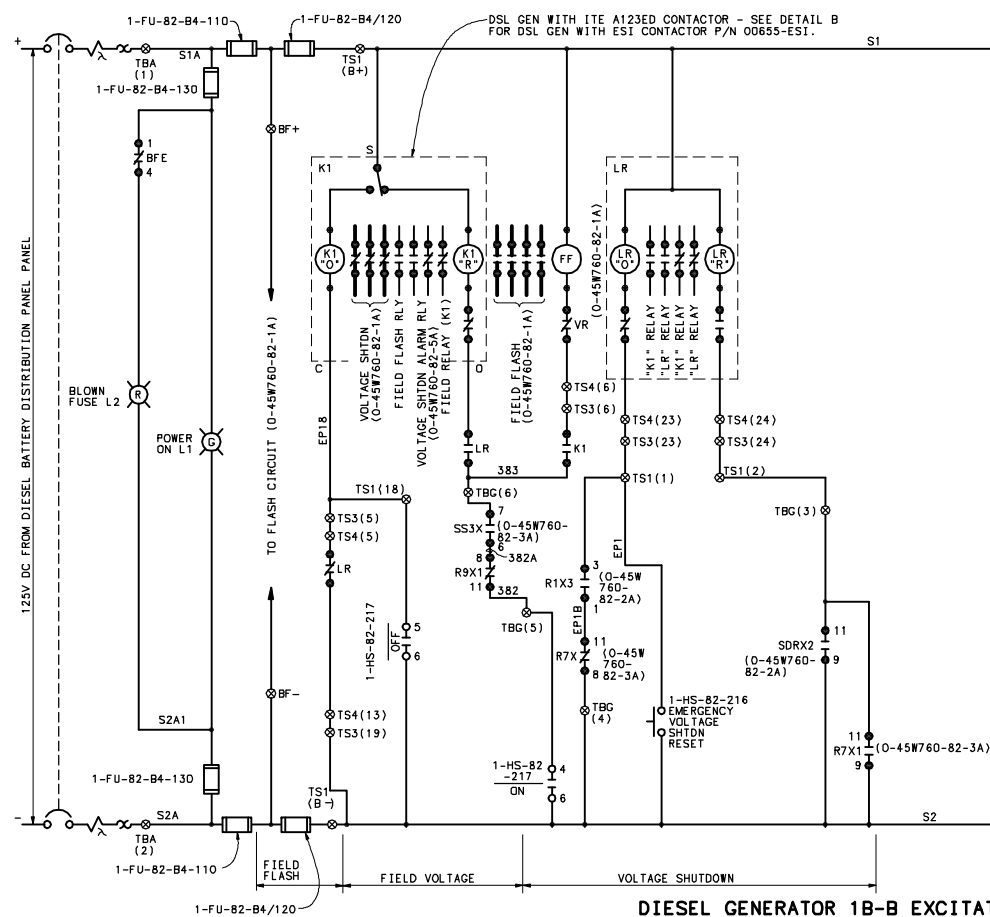 1-FU-82-B4-110
1-FU-82-B4/120
DSL GEN WITH ITE A123ED CONTACTOR - SEE DETAIL B
FOR DSL GEN WITH ESI CONTACTOR P/N 00655-ESI.
+
TBA
(1)
S1A
TS1
(B+)
S1
1-FU-82-B4-130
BF+
1
BFE
4
S
K1
LR
K1
"O"
K1
"R"
FF
LR
"O"
LR
"R"
(0-45W760-82-1A)
VOLTAGE SHTDN
(0-45W760-82-1A)
FIELD FLASH RLY
VOLTAGE SHTDN ALARM RLY
(0-45W760-82-5A)
FIELD RELAY (K1)
FIELD FLASH
(0-45W760-82-1A)
VR
"K1" RELAY
"LR" RELAY
"K1" RELAY
"LR" RELAY
C
O
125V DC FROM DIESEL BATTERY DISTRIBUTION PANEL PANEL
TO FLASH CIRCUIT (0-45W760-82-1A)
BLOWN
FUSE L2
R
POWER
ON L1
G
EP18
TS4(6)
TS3(6)
TS4(23)
TS3(23)
TS4(24)
TS3(24)
LR
K1
383
TS1(1)
TS1(2)
TS1(18)
TBG(6)
TS3(5)
TS4(5)
LR
7
SS3X
(0-45W760-
82-3A)
6
382A
8
R9X1
11
382
TBG(5)
TBG(3)
EP1
3
R1X3
(0-45W
760-
82-2A)
1
EP1B
11
R7X
(0-45W
760-
82-3A)
8
TBG
(4)
1-HS-82-217
OFF
5
6
11
SDRX2
(0-45W760-
82-2A)
9
BF-
S2A1
TS4(13)
TS3(19)
1-HS-82-216
EMERGENCY
VOLTAGE
SHTDN
RESET
11
R7X1
(0-45W760-82-3A)
9
1-FU-82-B4-130
1-HS-82
-217
ON
4
6
TS1
(B-)
-
TBA
(2)
S2A
S2
1-FU-82-B4-110
FIELD
FLASH
FIELD VOLTAGE
VOLTAGE SHUTDOWN
1-FU-82-B4/120
DIESEL GENERATOR 1B-B EXCITAT